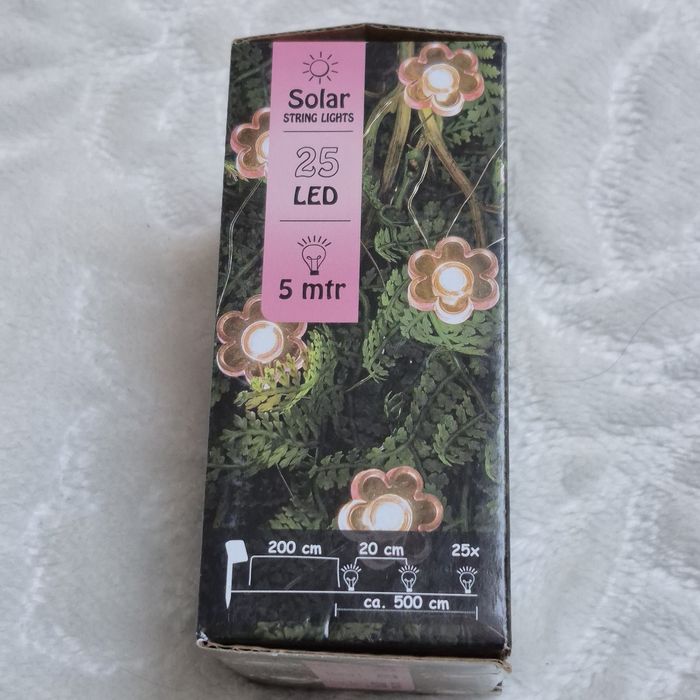 Solar
STRING LIGHTS
25
LED
5 mtr
200 cm 20 cm 25x
ca. 500 cm